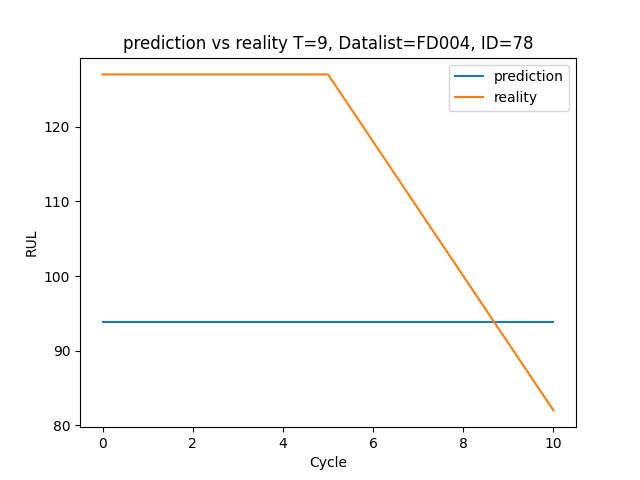 prediction vs reality T=9, Datalist=FD004, ID=78
prediction
reality
RUL
120
110
100
90
80
0 2 4 6 8 10
Cycle